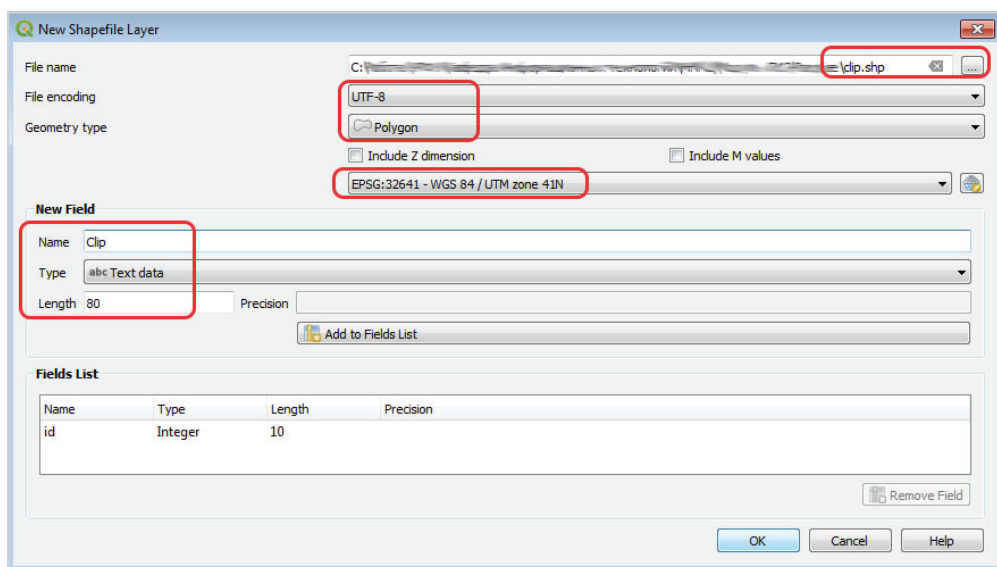 New Shapefile Layer
File name C:\ \clip.shp ...
File encoding UTF-8
Geometry type Polygon
Include Z dimension Include M values
EPSG:32641 - WGS 84 / UTM zone 41N
New Field
Name Clip
Type abc Text data
Length 80 Precision
Add to Fields List
Fields List
Name Type Length Precision
id Integer 10
Remove Field
OK Cancel Help